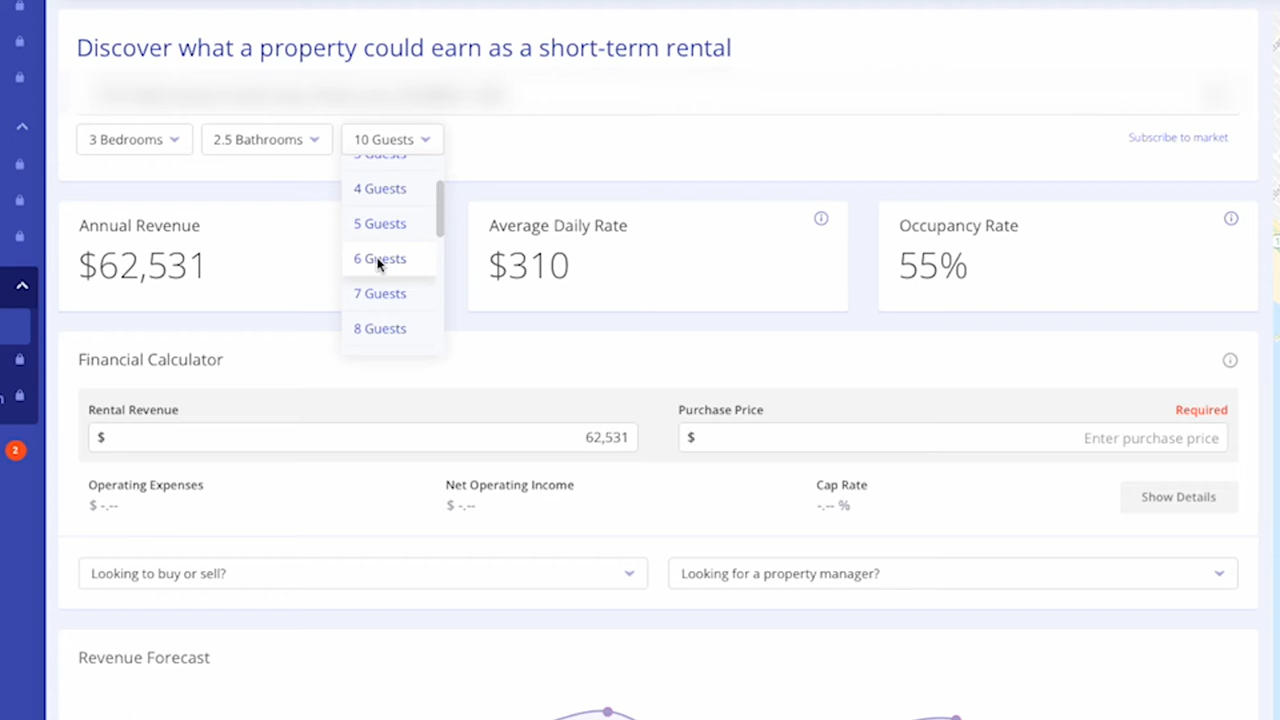 Discover what a property could earn as a short-term rental
3 Bedrooms
2.5 Bathrooms
10 Guests
Subscribe to market
4 Guests
5 Guests
6 Guests
7 Guests
8 Guests
Annual Revenue
$62,531
Average Daily Rate
$310
Occupancy Rate
55%
Financial Calculator
Rental Revenue
$ 62,531
Purchase Price Required
$ Enter purchase price
Operating Expenses
$ -.--
Net Operating Income
$ -.--
Cap Rate
-.-- %
Show Details
Looking to buy or sell?
Looking for a property manager?
2
Revenue Forecast